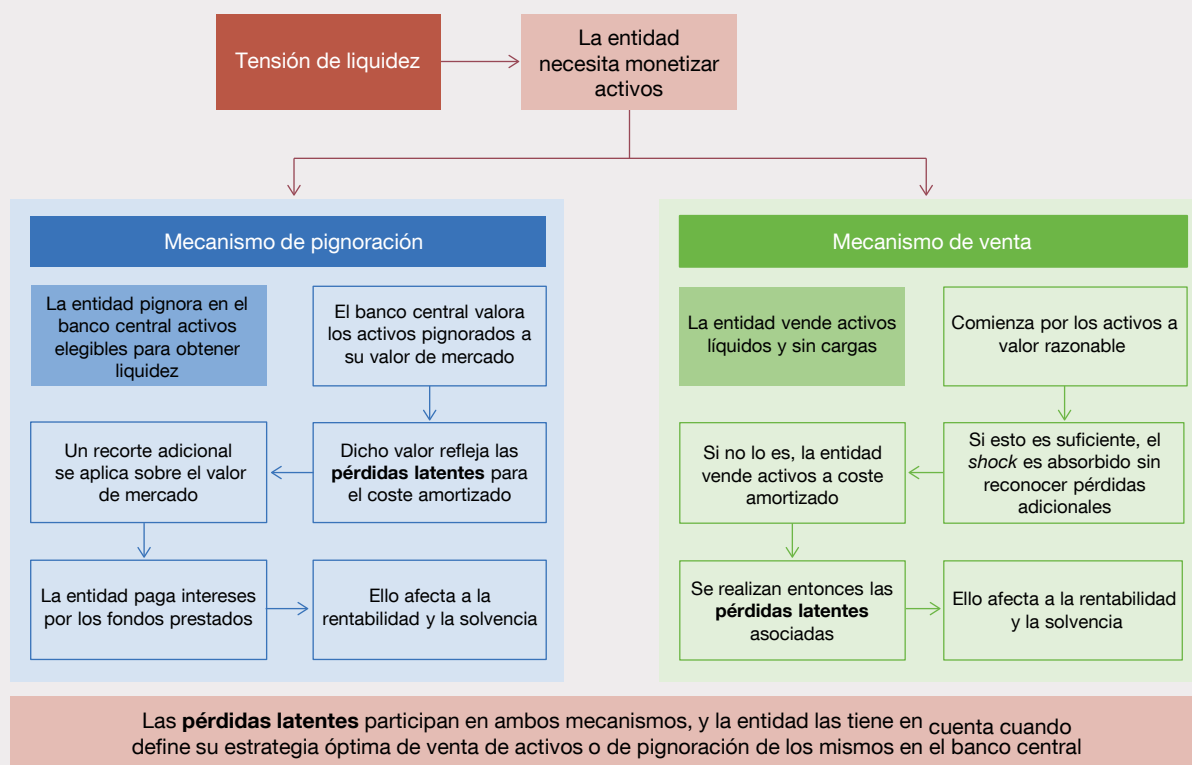 Tensión de liquidez
La entidad
necesita monetizar
activos
Mecanismo de pignoración
La entidad pignora en el
banco central activos
elegibles para obtener
liquidez
El banco central valora
los activos pignorados a
su valor de mercado
Un recorte adicional
se aplica sobre el valor
de mercado
Dicho valor refleja las
pérdidas latentes para
el coste amortizado
La entidad paga intereses
por los fondos prestados
Ello afecta a la
rentabilidad y la solvencia
Mecanismo de venta
La entidad vende activos
líquidos y sin cargas
Comienza por los activos a
valor razonable
Si no lo es, la entidad
vende activos a coste
amortizado
Si esto es suficiente, el
shock es absorbido sin
reconocer pérdidas
adicionales
Se realizan entonces las
pérdidas latentes
asociadas
Ello afecta a la rentabilidad
y la solvencia
Las pérdidas latentes participan en ambos mecanismos, y la entidad las tiene en cuenta cuando
define su estrategia óptima de venta de activos o de pignoración de los mismos en el banco central